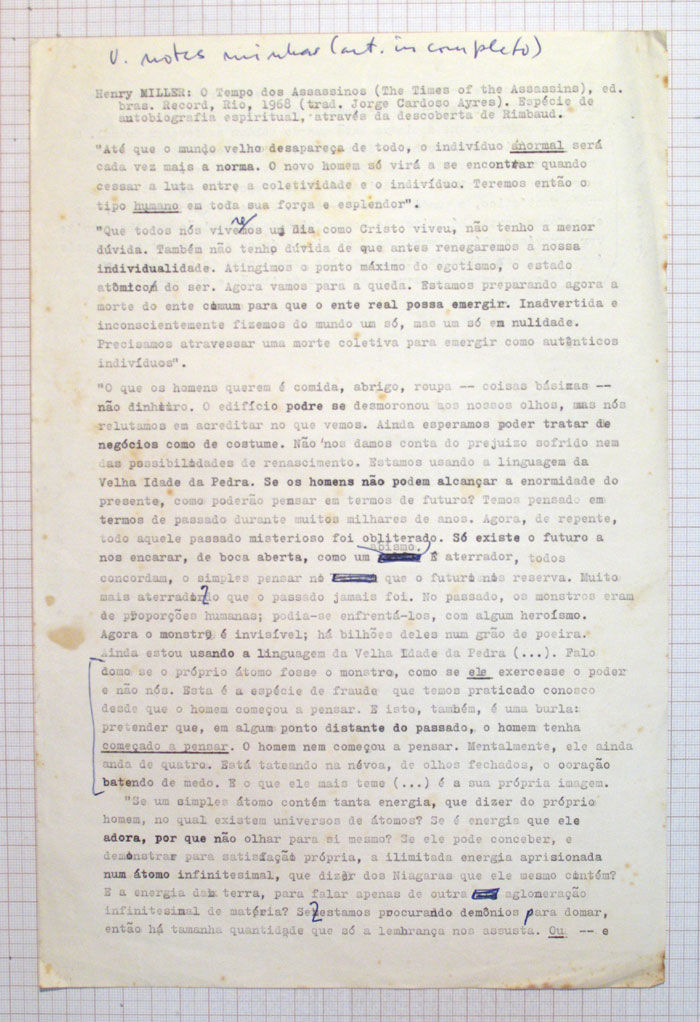 v. notas minhas (art. incompleto)
Henry MILLER: O Tempo dos Assassinos (The Times of the Assassins), ed.
bras. Record, Rio, 1968 (trad. Jorge Cardoso Ayres). Espécie de
autobiografia espiritual, através da descoberta de Rimbaud.
"Até que o mundo velho desapareça de todo, o indivíduo anormal será
cada vez mais a norma. O novo homem só virá a se encontrar quando
cessar a luta entre a coletividade e o indivíduo. Teremos então o
tipo humano em toda sua força e esplendor".
"Que todos nós viveremos um dia como Cristo viveu, não tenho a menor
dúvida. Também não tenho dúvida de que antes renegaremos a nossa
individualidade. Atingimos o ponto máximo do egotismo, o estado
atômico do ser. Agora vamos para a queda. Estamos preparando agora a
morte do ente comum para que o ente real possa emergir. Inadvertida e
inconscientemente fizemos do mundo um só, mas um só em nulidade.
Precisamos atravessar uma morte coletiva para emergir como autênticos
indivíduos".
"O que os homens querem é comida, abrigo, roupa -- coisas básicas --
não dinheiro. O edifício podre se desmoronou aos nossos olhos, mas nós
relutamos em acreditar no que vemos. Ainda esperamos poder tratar de
negócios como de costume. Não nos damos conta do prejuizo sofrido nem
das possibilidades de renascimento. Estamos usando a linguagem da
Velha Idade da Pedra. Se os homens não podem alcançar a enormidade do
presente, como poderão pensar em termos de futuro? Temos pensado em
termos de passado durante muitos milhares de anos. Agora, de repente,
todo aquele passado misterioso foi obliterado. Só existe o futuro a
nos encarar, de boca aberta, como um abismo. É aterrador, todos
concordam, o simples pensar no que o futuro nos reserva. Muito
mais aterrador do que o passado jamais foi. No passado, os monstros eram
de proporções humanas; podia-se enfrentá-los, com algum heroísmo.
Agora o monstro é invisível; há bilhões deles num grão de poeira.
Ainda estou usando a linguagem da Velha Idade da Pedra (...). Falo
como se o próprio átomo fosse o monstro, como se ele exercesse o poder
e não nós. Esta é a espécie de fraude que temos praticado conosco
desde que o homem começou a pensar. E isto, também, é uma burla:
pretender que, em algum ponto distante do passado, o homem tenha
começado a pensar. O homem nem começou a pensar. Mentalmente, ele ainda
anda de quatro. Está tateando na névoa, de olhos fechados, o coração
batendo de medo. E o que ele mais teme (...) é a sua própria imagem.
"Se um simples átomo contém tanta energia, que dizer do próprio
homem, no qual existem universos de átomos? Se é energia que ele
adora, por que não olhar para si mesmo? Se ele pode conceber, e
demonstrar para satisfação própria, a ilimitada energia aprisionada
num átomo infinitesimal, que dizer dos Niagaras que ele mesmo contém?
E a energia da terra, para falar apenas de outra aglomeração
infinitesimal de matéria? Se estamos procurando demônios para domar,
então há tamanha quantidade que só a lembrança nos assusta. Ou -- e